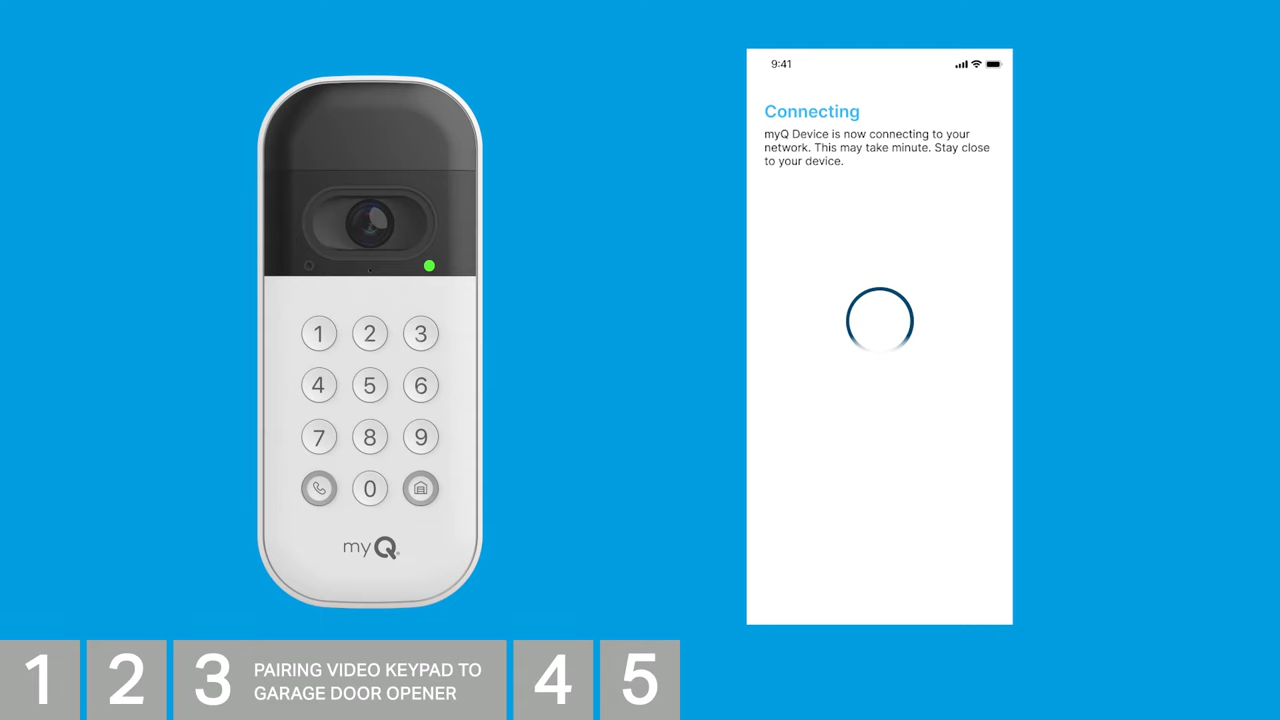 9:41
Connecting
myQ Device is now connecting to your
network. This may take minute. Stay close
to your device.
1 2 3
4 5 6
7 8 9
0
myQ
1 2 3 PAIRING VIDEO KEYPAD TO
GARAGE DOOR OPENER
4 5